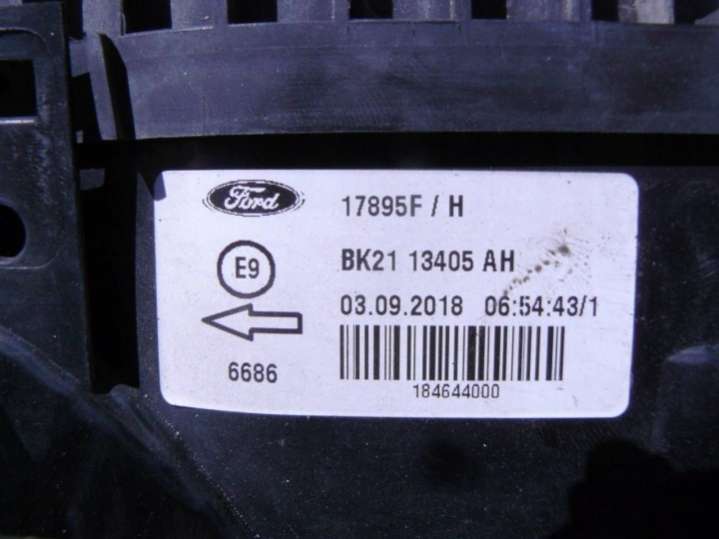 Ford
17895F / H
E9
BK21 13405 AH
03.09.2018 06:54:43/1
6686
184644000